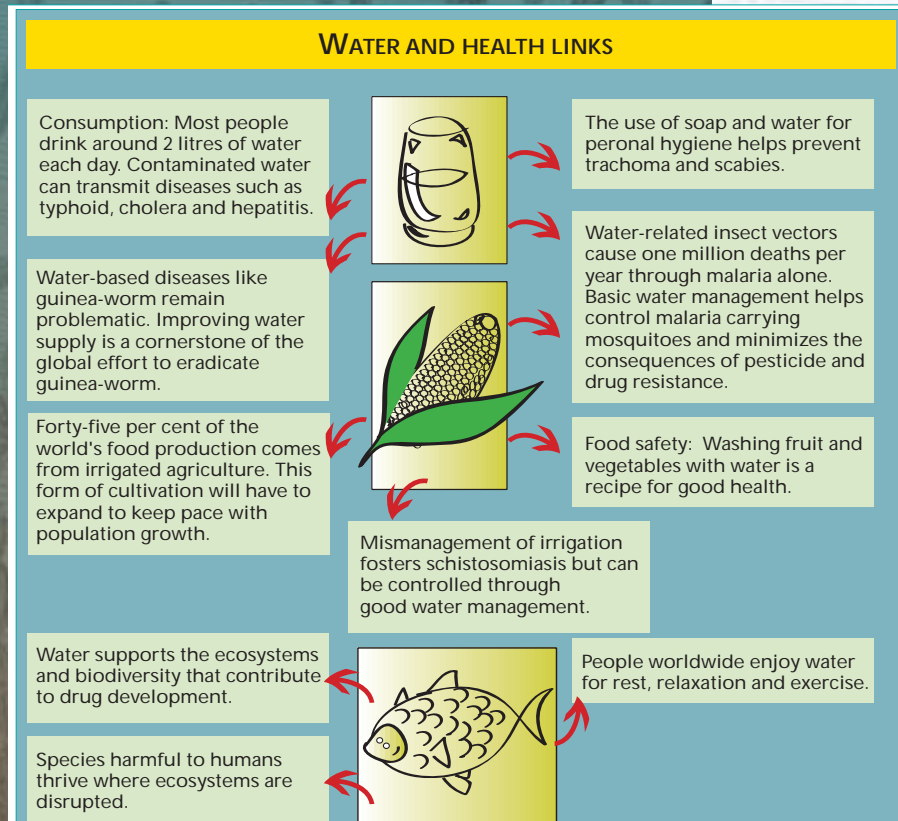 WATER AND HEALTH LINKS
Consumption: Most people
drink around 2 litres of water
each day. Contaminated water
can transmit diseases such as
typhoid, cholera and hepatitis.
The use of soap and water for
peronal hygiene helps prevent
trachoma and scabies.
Water-based diseases like
guinea-worm remain
problematic. Improving water
supply is a cornerstone of the
global effort to eradicate
guinea-worm.
Water-related insect vectors
cause one million deaths per
year through malaria alone.
Basic water management helps
control malaria carrying
mosquitoes and minimizes the
consequences of pesticide and
drug resistance.
Forty-five per cent of the
world's food production comes
from irrigated agriculture. This
form of cultivation will have to
expand to keep pace with
population growth.
Food safety: Washing fruit and
vegetables with water is a
recipe for good health.
Mismanagement of irrigation
fosters schistosomiasis but can
be controlled through
good water management.
Water supports the ecosystems
and biodiversity that contribute
to drug development.
People worldwide enjoy water
for rest, relaxation and exercise.
Species harmful to humans
thrive where ecosystems are
disrupted.